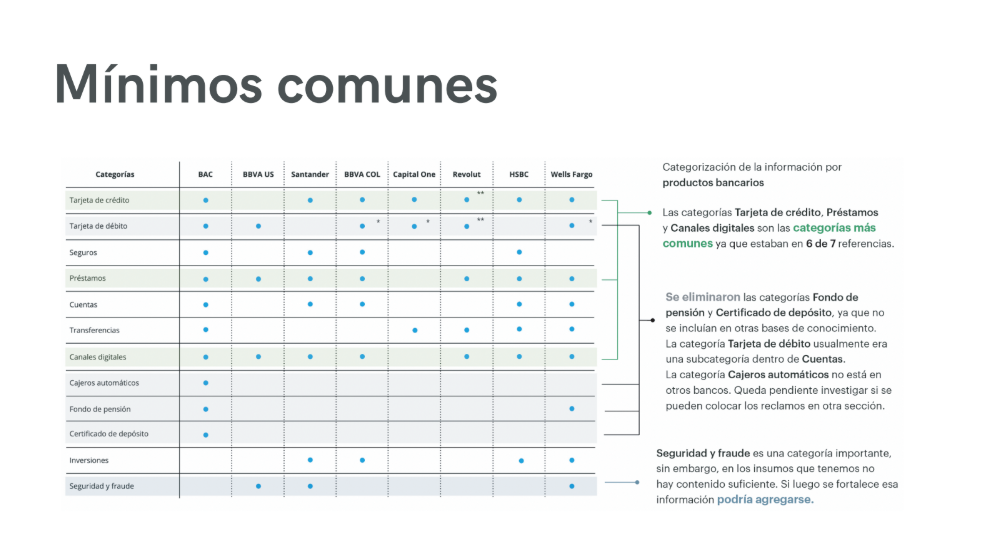 Mínimos comunes
Categorías BAC BBVA US Santander BBVA COL Capital One Revolut HSBC Wells Fargo
Tarjeta de crédito **
Tarjeta de débito * * ** *
Seguros
Préstamos
Cuentas
Transferencias
Canales digitales
Cajeros automáticos
Fondo de pensión
Certificado de depósito
Inversiones
Seguridad y fraude
Categorización de la información por
productos bancarios
Las categorías Tarjeta de crédito, Préstamos
y Canales digitales son las categorías más
comunes ya que estaban en 6 de 7 referencias.
Se eliminaron las categorías Fondo de
pensión y Certificado de depósito, ya que no
se incluían en otras bases de conocimiento.
La categoría Tarjeta de débito usualmente era
una subcategoría dentro de Cuentas.
La categoría Cajeros automáticos no está en
otros bancos. Queda pendiente investigar si se
pueden colocar los reclamos en otra sección.
Seguridad y fraude es una categoría importante,
sin embargo, en los insumos que tenemos no
hay contenido suficiente. Si luego se fortalece esa
información podría agregarse.